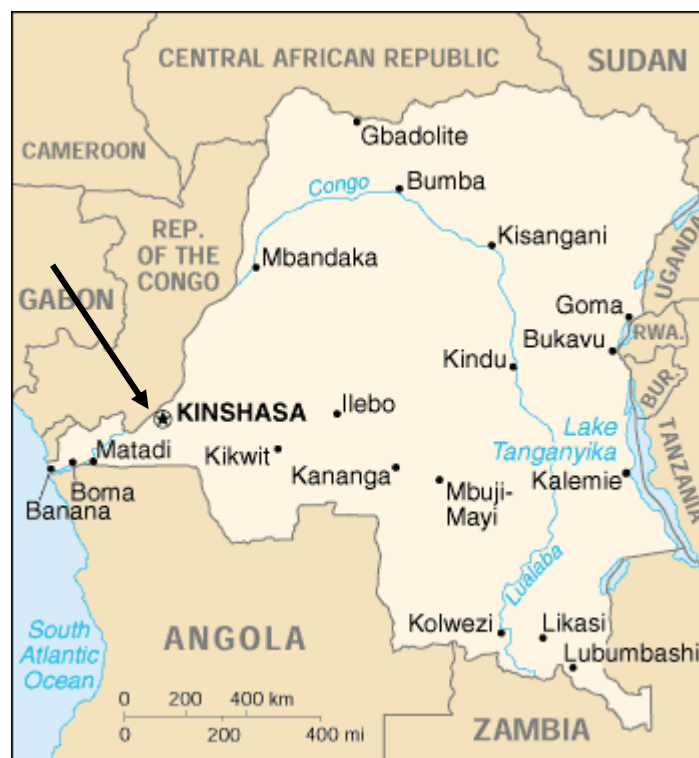 CENTRAL AFRICAN REPUBLIC
SUDAN
CAMEROON
Gbadolite
Congo
Bumba
REP.
OF THE
CONGO
Kisangani
Mbandaka
UGANDA
GABON
Goma
RWA.
Bukavu
Kindu
BUR.
KINSHASA
Ilebo
Lake
Tanganyika
TANZANIA
Matadi
Kikwit
Kananga
Kalemie
Boma
Banana
Mbuji-
Mayi
Lualaba
South
Atlantic
Ocean
ANGOLA
Kolwezi
Likasi
Lubumbashi
0 200 400 km
0 200 400 mi
ZAMBIA